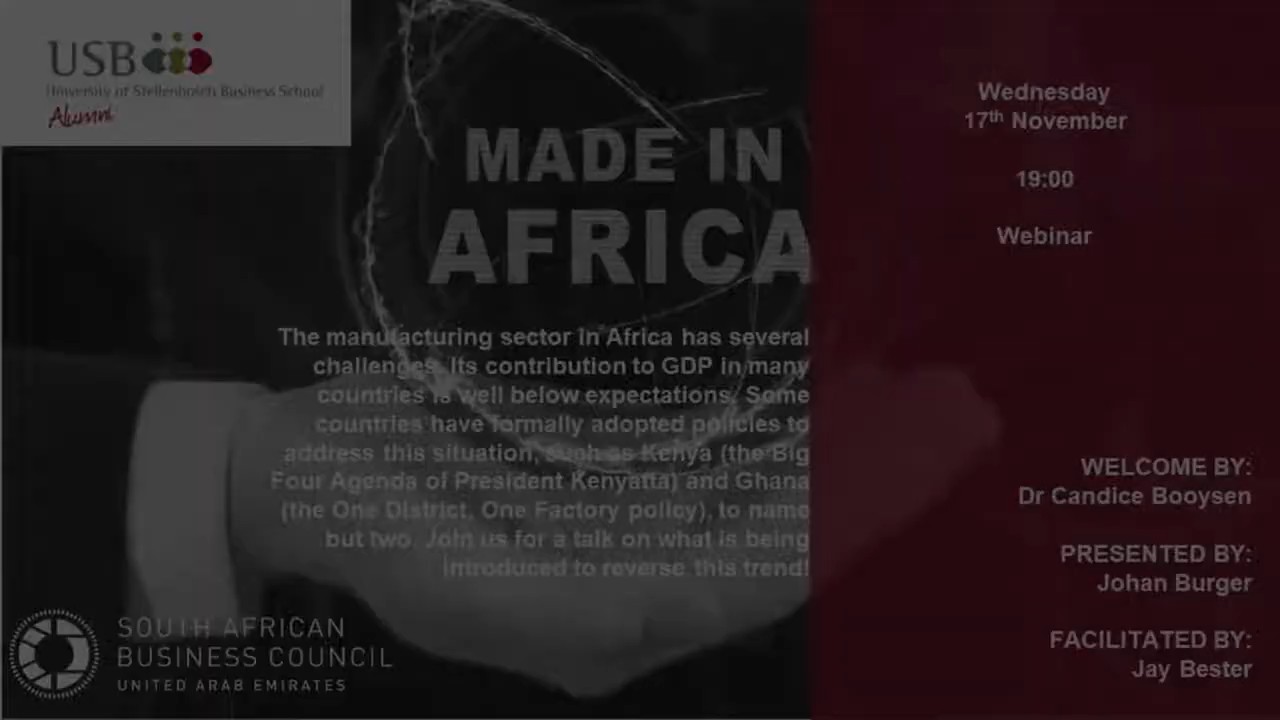 USB
University of Stellenbosch Business School
Alumni
MADE IN
AFRICA
The manufacturing sector in Africa has several
challenges. Its contribution to GDP in many
countries is well below expectations. Some
countries have formally adopted policies to
address this situation, such as Kenya (the Big
Four Agenda of President Kenyatta) and Ghana
(the One District, One Factory policy), to name
but two. Join us for a talk on what is being
introduced to reverse this trend!
SOUTH AFRICAN
BUSINESS COUNCIL
UNITED ARAB EMIRATES
Wednesday
17th November
19:00
Webinar
WELCOME BY:
Dr Candice Booysen
PRESENTED BY:
Johan Burger
FACILITATED BY:
Jay Bester